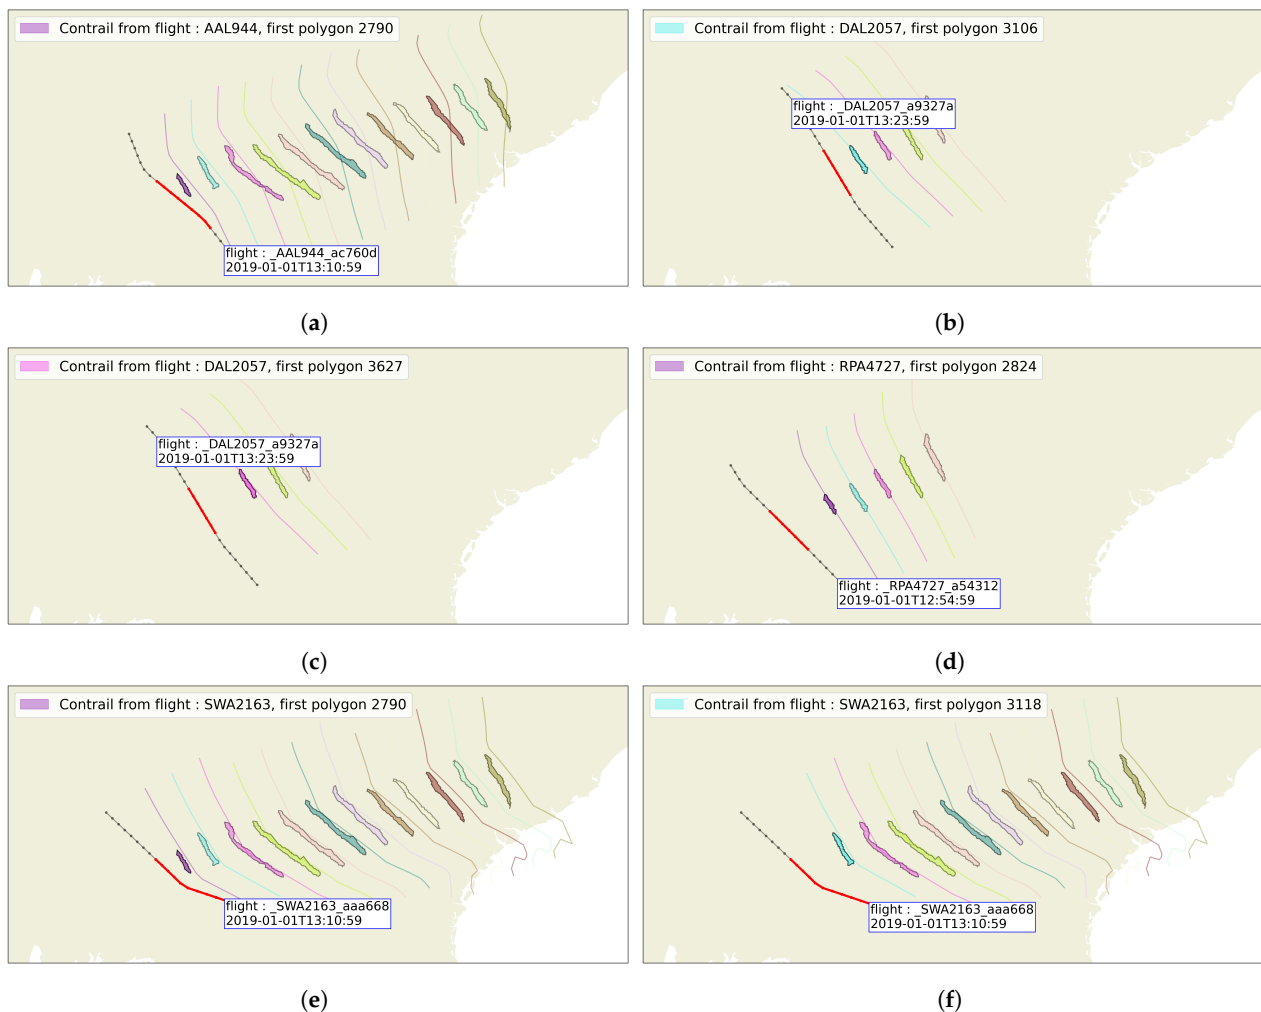 Contrail from flight : AAL944, first polygon 2790
flight : _AAL944_ac760d
2019-01-01T13:10:59
(a)
Contrail from flight : DAL2057, first polygon 3106
flight : _DAL2057_a9327a
2019-01-01T13:23:59
(b)
Contrail from flight : DAL2057, first polygon 3627
flight : _DAL2057_a9327a
2019-01-01T13:23:59
(c)
Contrail from flight : RPA4727, first polygon 2824
flight : _RPA4727_a54312
2019-01-01T12:54:59
(d)
Contrail from flight : SWA2163, first polygon 2790
flight : _SWA2163_aaa668
2019-01-01T13:10:59
(e)
Contrail from flight : SWA2163, first polygon 3118
flight : _SWA2163_aaa668
2019-01-01T13:10:59
(f)